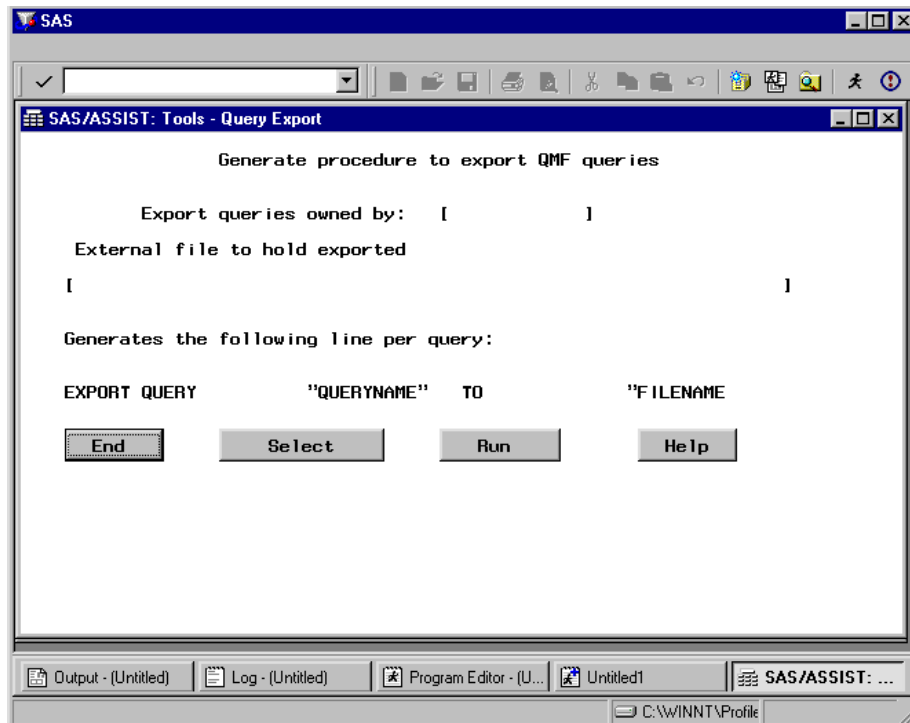 SAS
SAS/ASSIST: Tools - Query Export
Generate procedure to export QMF queries
Export queries owned by: [ ]
External file to hold exported
[ ]
Generates the following line per query:
EXPORT QUERY "QUERYNAME" TO "FILENAME
End Select Run Help
Output - (Untitled) Log - (Untitled) Program Editor - (U... Untitled1 SAS/ASSIST: ...
C:\WINNT\Profile